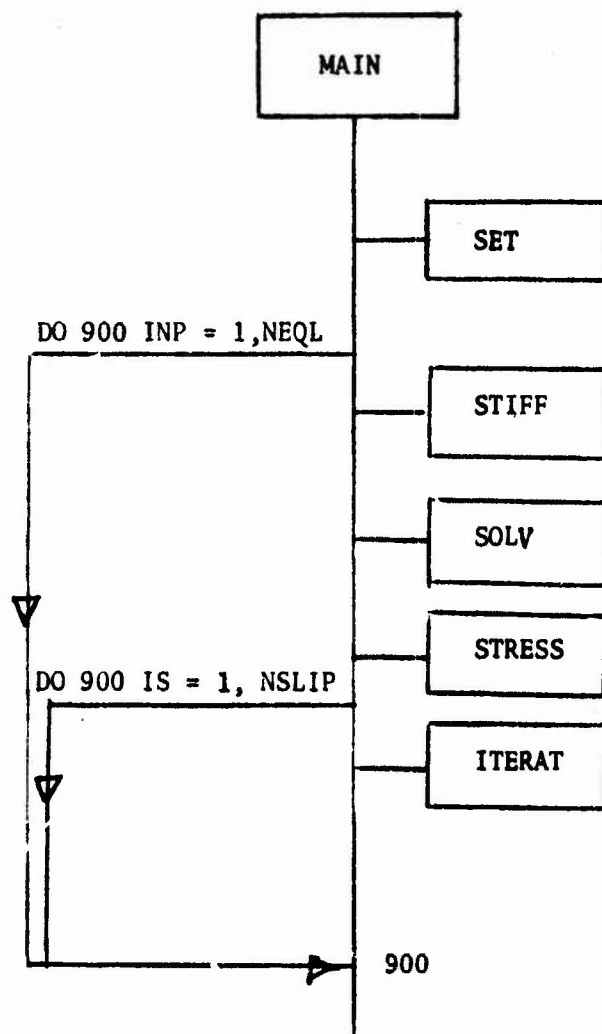 MAIN
SET
DO 900 INP = 1,NEQL
STIFF
SOLV
STRESS
DO 900 IS = 1, NSLIP
ITERAT
900